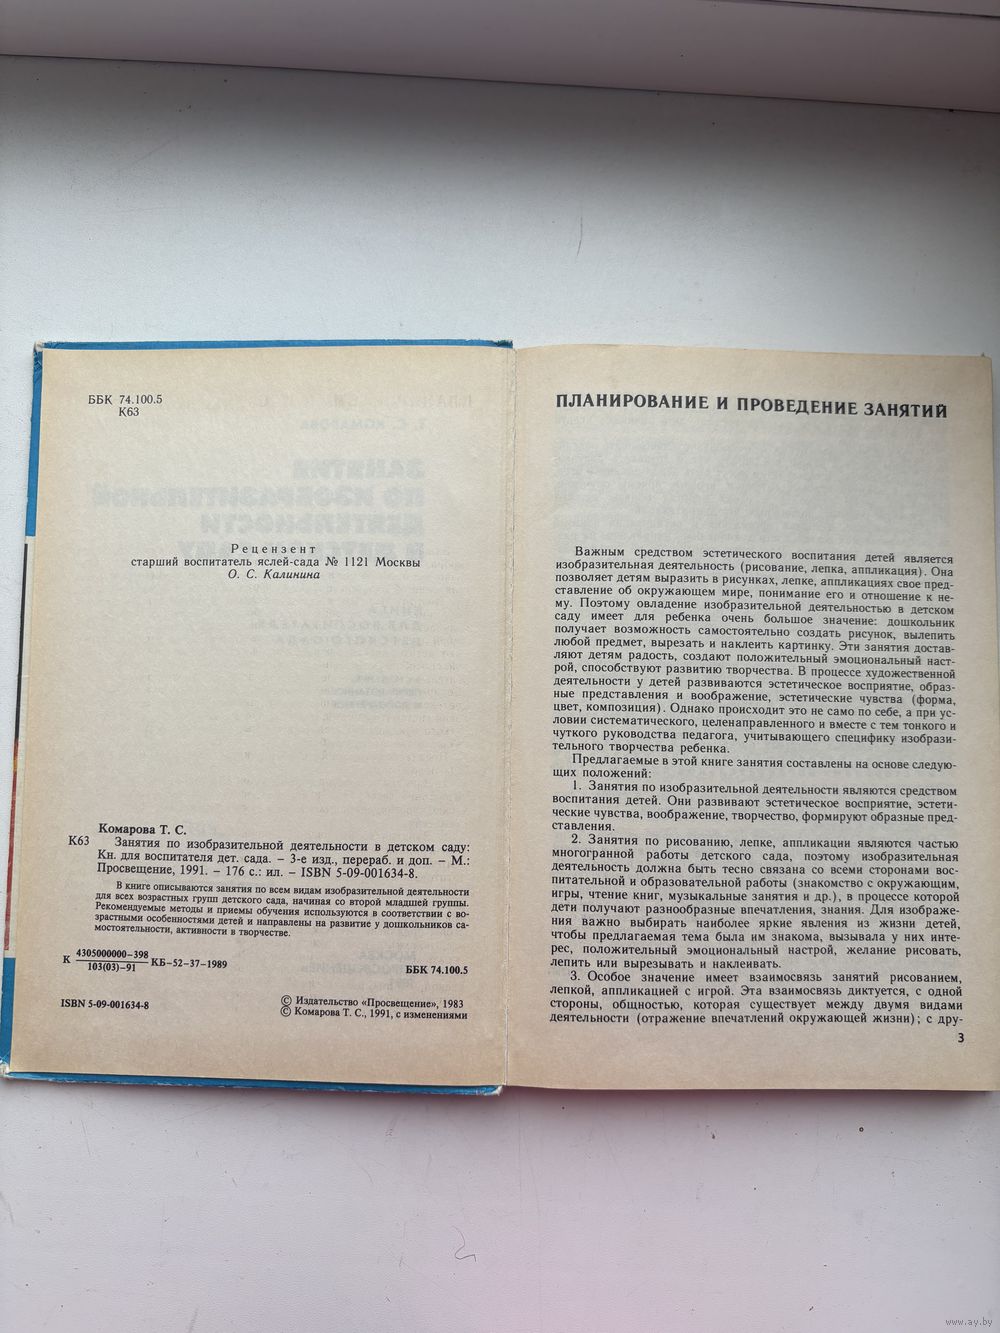 ББК 74.100.5
К63
Рецензент
старший воспитатель яслей-сада № 1121 Москвы
О. С. Калинина
Комарова Т. С.
К63 Занятия по изобразительной деятельности в детском саду:
Кн. для воспитателя дет. сада. – 3-е изд., перераб. и доп. – М.:
Просвещение, 1991. – 176 с.: ил. – ISBN 5-09-001634-8.
В книге описываются занятия по всем видам изобразительной деятельности
для всех возрастных групп детского сада, начиная со второй младшей группы.
Рекомендуемые методы и приемы обучения используются в соответствии с во-
зрастными особенностями детей и направлены на развитие у дошкольников са-
мостоятельности, активности в творчестве.
К 4305000000–398
103(03)–91 КБ–52–37–1989
ББК 74.100.5
ISBN 5-09-001634-8
© Издательство «Просвещение», 1983
© Комарова Т. С., 1991, с изменениями
ПЛАНИРОВАНИЕ И ПРОВЕДЕНИЕ ЗАНЯТИЙ
Важным средством эстетического воспитания детей является
изобразительная деятельность (рисование, лепка, аппликация). Она
позволяет детям выразить в рисунках, лепке, аппликациях свое пред-
ставление об окружающем мире, понимание его и отношение к не-
му. Поэтому овладение изобразительной деятельностью в детском
саду имеет для ребенка очень большое значение: дошкольник
получает возможность самостоятельно создать рисунок, вылепить
любой предмет, вырезать и наклеить картинку. Эти занятия достав-
ляют детям радость, создают положительный эмоциональный наст-
рой, способствуют развитию творчества. В процессе художественной
деятельности у детей развиваются эстетическое восприятие, образ-
ные представления и воображение, эстетические чувства (форма,
цвет, композиция). Однако происходит это не само по себе, а при ус-
ловии систематического, целенаправленного и вместе с тем тонкого и
чуткого руководства педагога, учитывающего специфику изобрази-
тельного творчества ребенка.
Предлагаемые в этой книге занятия составлены на основе следую-
щих положений:
1. Занятия по изобразительной деятельности являются средством
воспитания детей. Они развивают эстетическое восприятие, эстети-
ческие чувства, воображение, творчество, формируют образные пред-
ставления.
2. Занятия по рисованию, лепке, аппликации являются частью
многогранной работы детского сада, поэтому изобразительная
деятельность должна быть тесно связана со всеми сторонами вос-
питательной и образовательной работы (знакомство с окружающим,
игры, чтение книг, музыкальные занятия и др.), в процессе которой
дети получают разнообразные впечатления, знания. Для изображе-
ния важно выбирать наиболее яркие явления из жизни детей,
чтобы предлагаемая тема была им знакома, вызывала у них инте-
рес, положительный эмоциональный настрой, желание рисовать,
лепить или вырезывать и наклеивать.
3. Особое значение имеет взаимосвязь занятий рисованием,
лепкой, аппликацией с игрой. Эта взаимосвязь диктуется, с одной
стороны, общностью, которая существует между двумя видами
деятельности (отражение впечатлений окружающей жизни); с дру-
3
www.ay.by